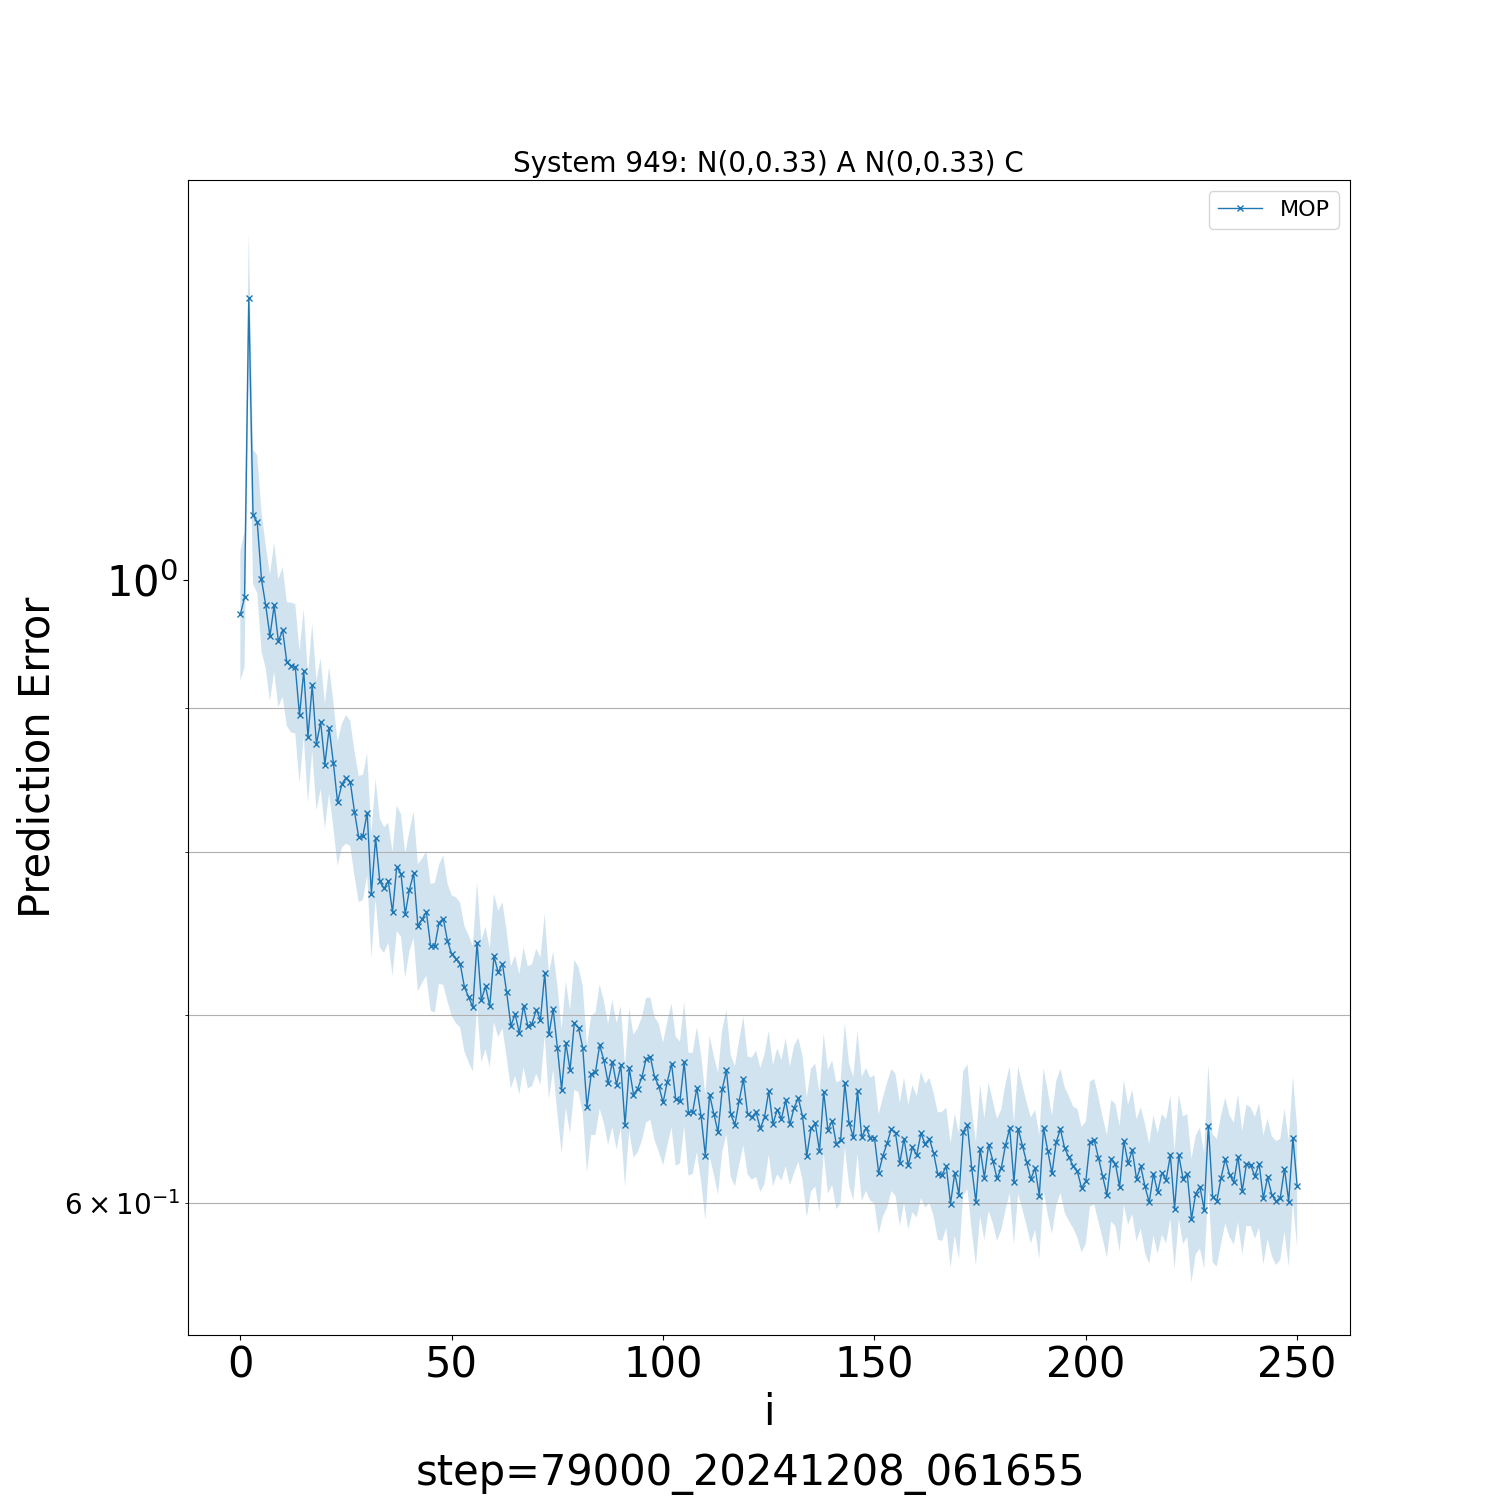 System 949: N(0,0.33) A N(0,0.33) C
MOP
Prediction Error
10⁰
6 × 10⁻¹
0 50 100 150 200 250
i
step=79000_20241208_061655